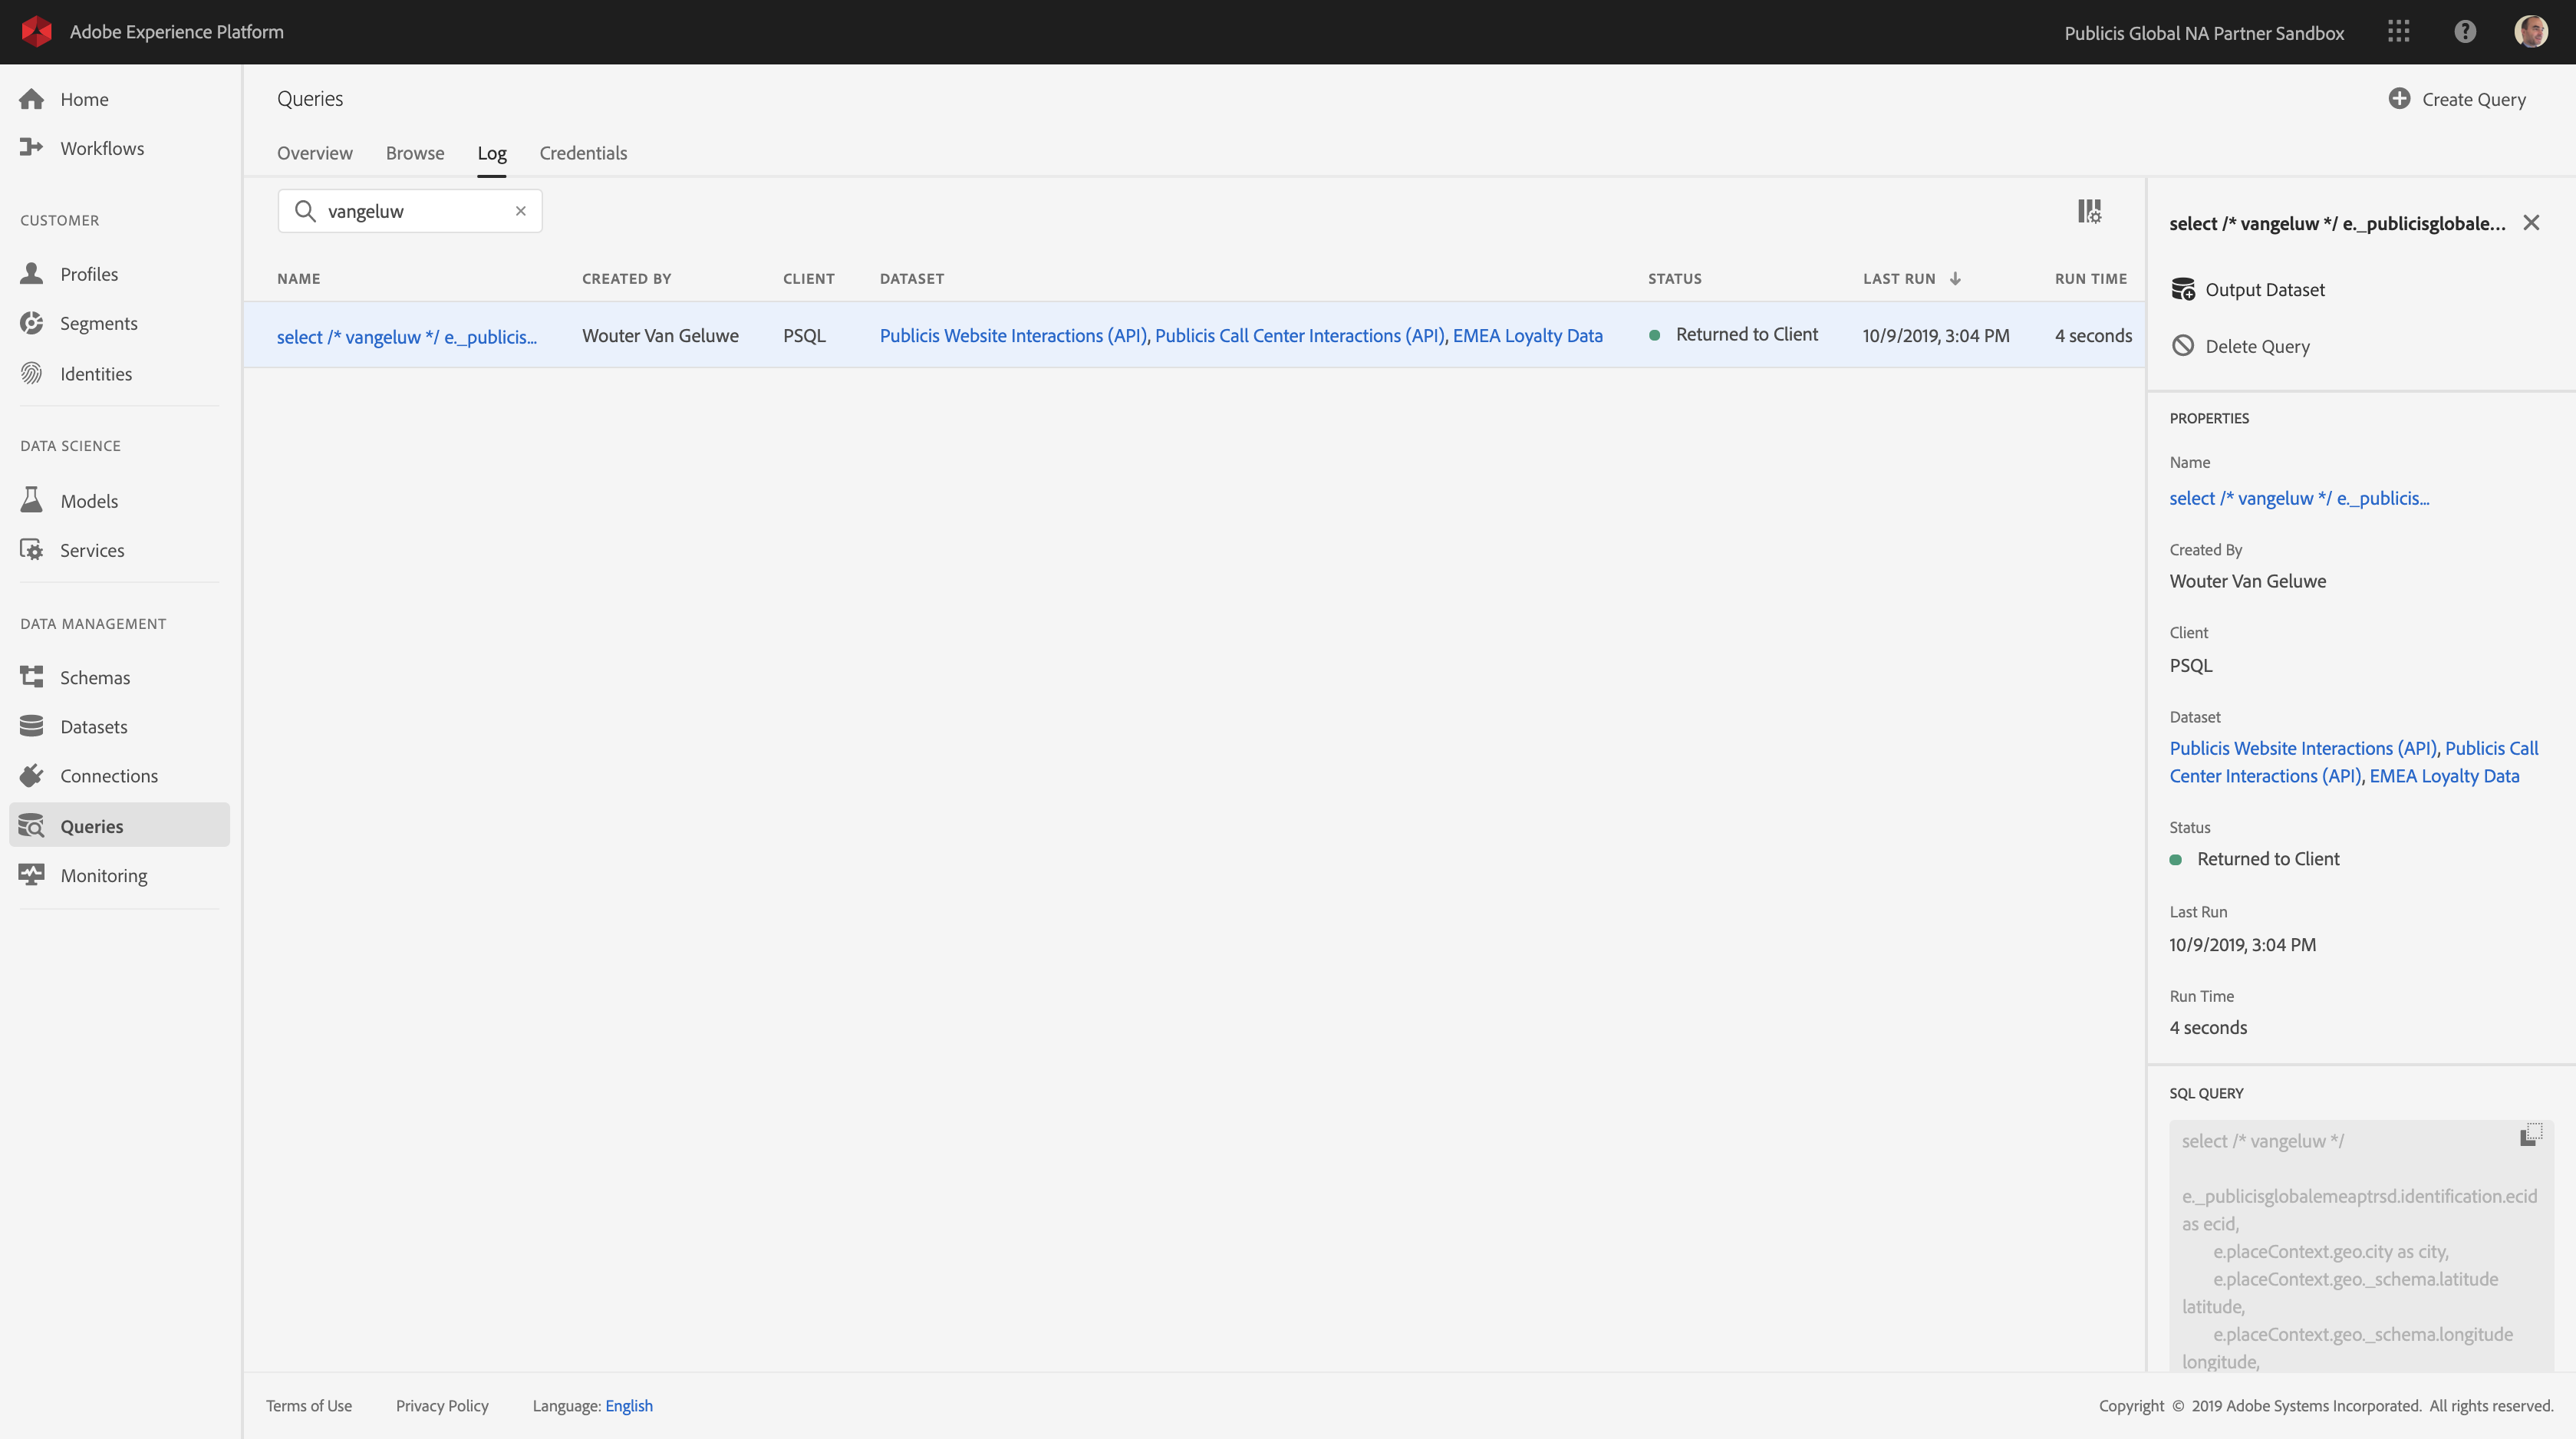 Adobe Experience Platform
Publicis Global NA Partner Sandbox
Home
Workflows
CUSTOMER
Profiles
Segments
Identities
DATA SCIENCE
Models
Services
DATA MANAGEMENT
Schemas
Datasets
Connections
Queries
Monitoring
Queries
Create Query
Overview Browse Log Credentials
vangeluw
NAME CREATED BY CLIENT DATASET STATUS LAST RUN RUN TIME
select /* vangeluw */ e._publicis... Wouter Van Geluwe PSQL Publicis Website Interactions (API), Publicis Call Center Interactions (API), EMEA Loyalty Data Returned to Client 10/9/2019, 3:04 PM 4 seconds
select /* vangeluw */ e._publicisglobale...
Output Dataset
Delete Query
PROPERTIES
Name
select /* vangeluw */ e._publicis...
Created By
Wouter Van Geluwe
Client
PSQL
Dataset
Publicis Website Interactions (API), Publicis Call
Center Interactions (API), EMEA Loyalty Data
Status
Returned to Client
Last Run
10/9/2019, 3:04 PM
Run Time
4 seconds
SQL QUERY
select /* vangeluw */
e._publicisglobalemeaptrsd.identification.ecid
as ecid,
e.placeContext.geo.city as city,
e.placeContext.geo._schema.latitude
latitude,
e.placeContext.geo._schema.longitude
longitude,
Terms of Use Privacy Policy Language: English
Copyright © 2019 Adobe Systems Incorporated. All rights reserved.